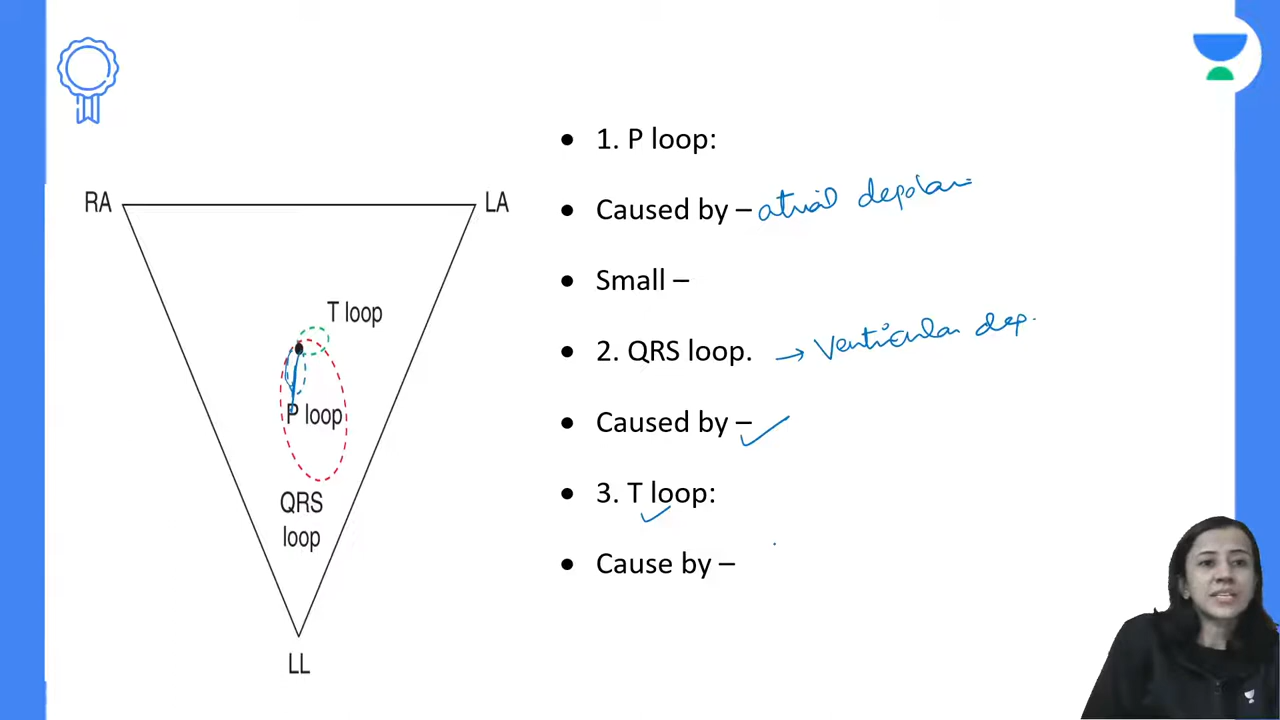 RA
LA
T loop
P loop
QRS
loop
LL
• 1. P loop:
• Caused by – atrial depolari
• Small –
• 2. QRS loop. → Ventricular dep.
• Caused by –
• 3. T loop:
• Cause by –